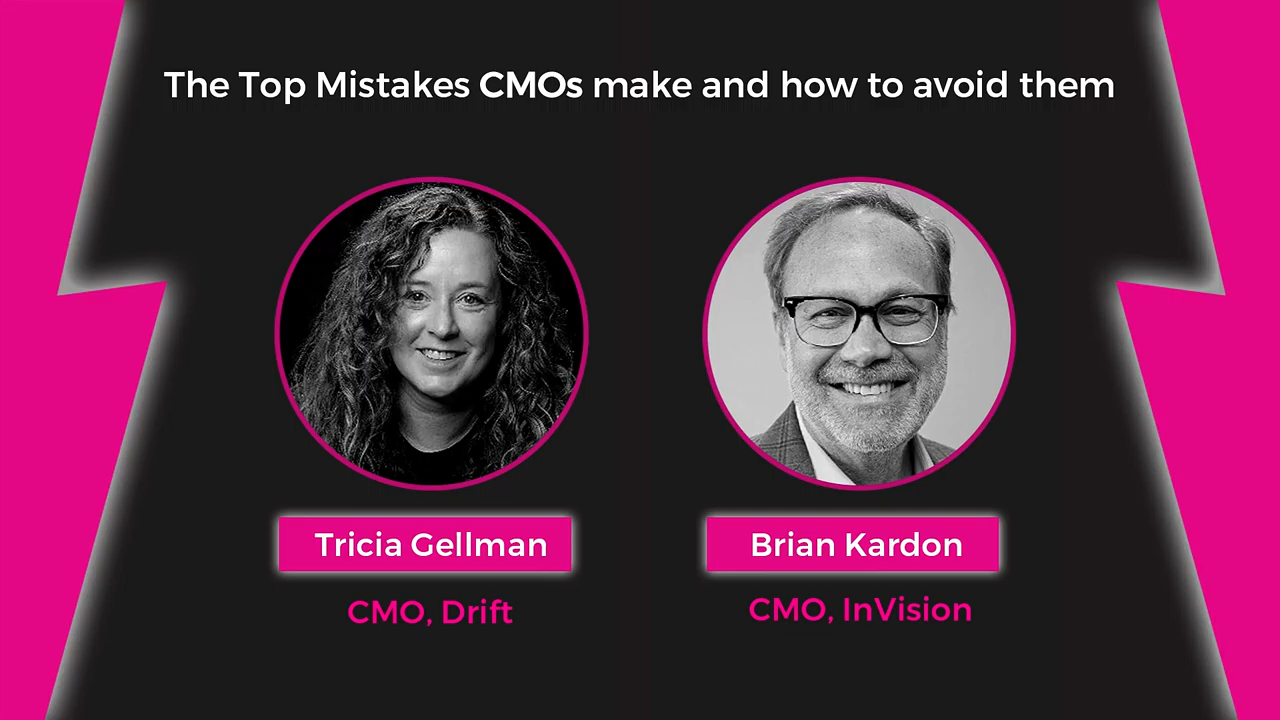 The Top Mistakes CMOs make and how to avoid them
Tricia Gellman
Brian Kardon
CMO, Drift
CMO, InVision